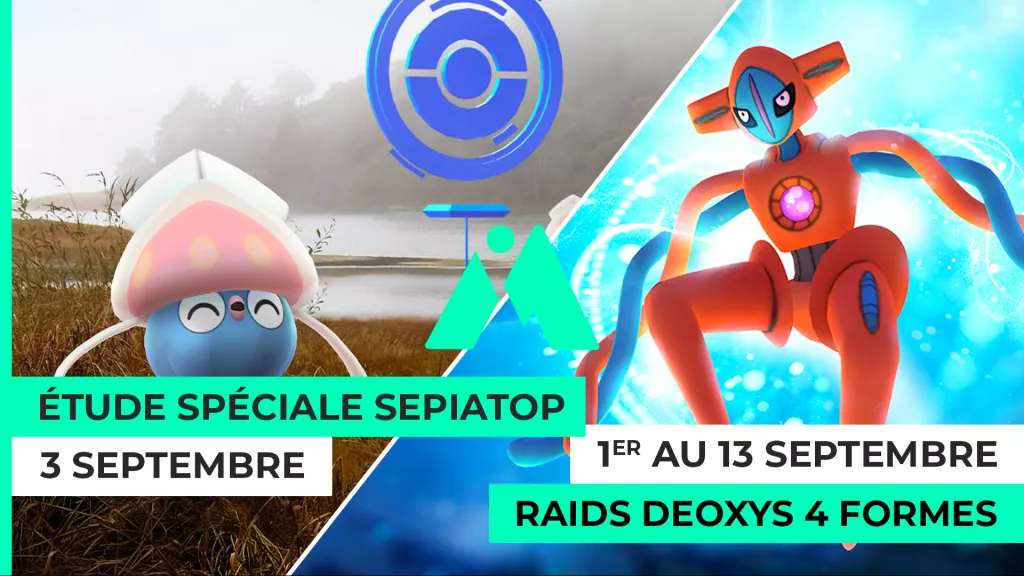 ÉTUDE SPÉCIALE SEPIATOP
3 SEPTEMBRE
1ER AU 13 SEPTEMBRE
RAIDS DEOXYS 4 FORMES